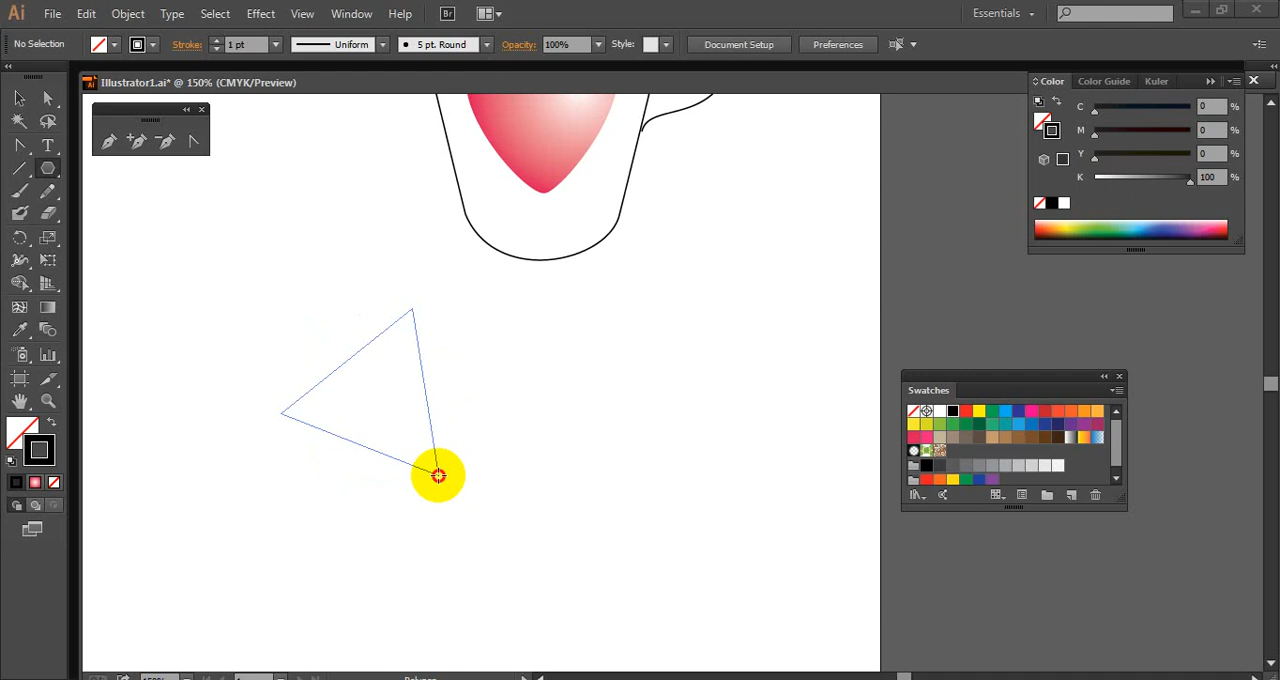 Ai File Edit Object Type Select Effect View Window Help Br Essentials
No Selection Stroke: 1 pt Uniform 5 pt. Round Opacity: 100% Style: Document Setup Preferences
Illustrator1.ai* @ 150% (CMYK/Preview)
Color Color Guide Kuler
C 0 %
M 0 %
Y 0 %
K 100 %
Swatches